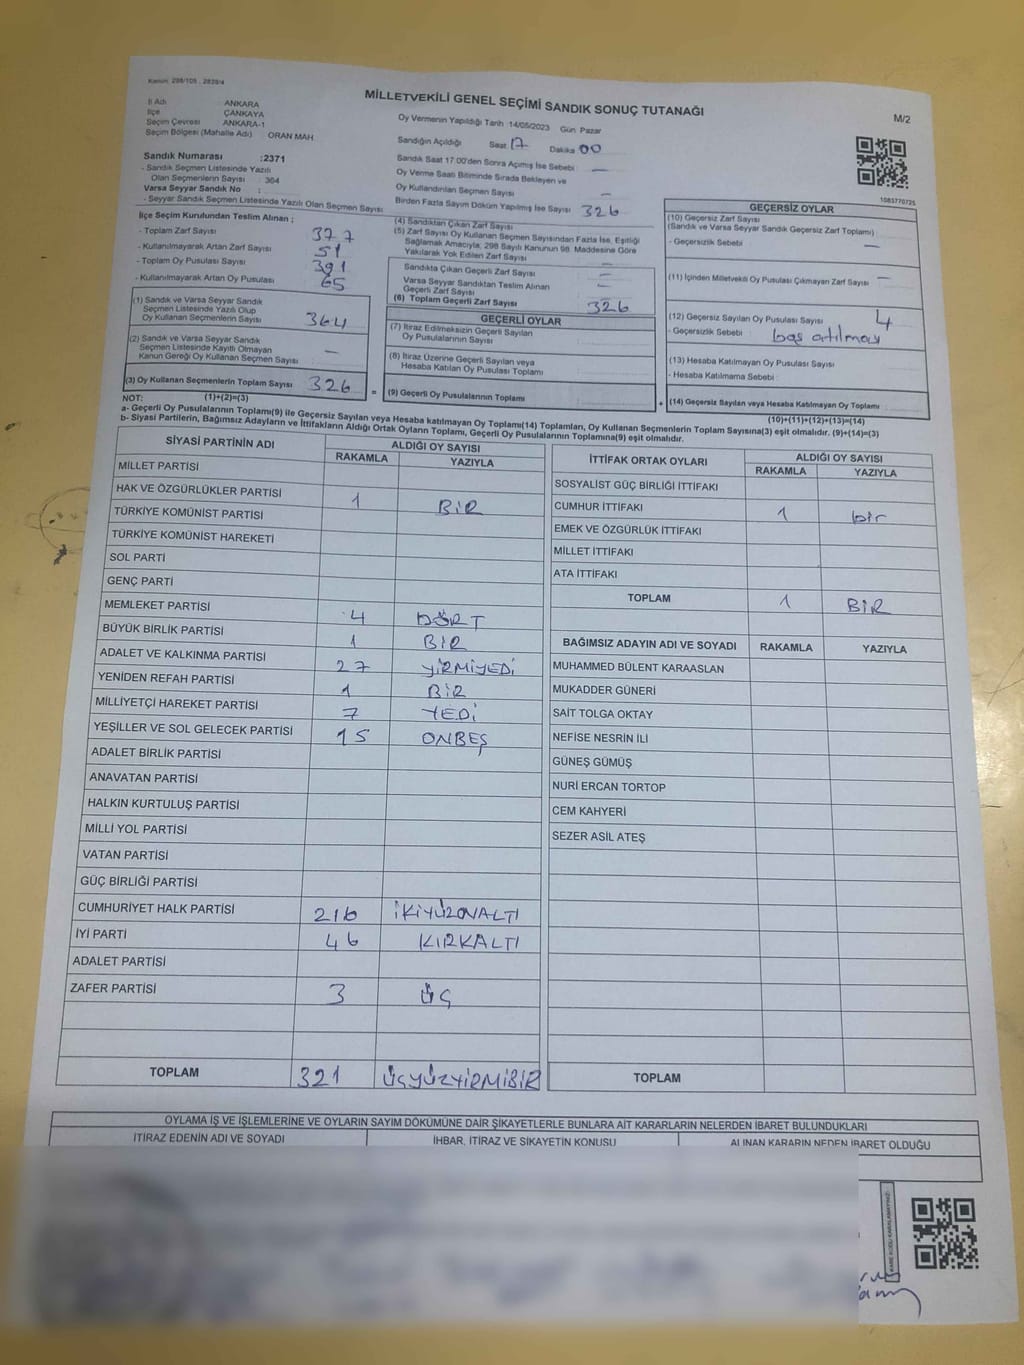 Kanun: 298/105 , 2839/4
MİLLETVEKİLİ GENEL SEÇİMİ SANDIK SONUÇ TUTANAĞI
M/2
İl Adı : ANKARA
İlçe : ÇANKAYA
Seçim Çevresi : ANKARA-1
Seçim Bölgesi (Mahalle Adı) ORAN MAH
Sandık Numarası :2371
- Sandık Seçmen Listesinde Yazılı
Olan Seçmenlerin Sayısı : 364
Varsa Seyyar Sandık No :
- Seyyar Sandık Seçmen Listesinde Yazılı Olan Seçmen Sayısı
Oy Vermenin Yapıldığı Tarih :14/05/2023 Gün Pazar
Sandığın Açıldığı Saat 17 Dakika 00
Sandık Saat 17:00'den Sonra Açımış İse Sebebi : —
Oy Verme Saati Bitiminde Sırada Bekleyen ve
Oy Kullandırılan Seçmen Sayısı —
Birden Fazla Sayım Döküm Yapılmış İse Sayısı 326
1083770725
İlçe Seçim Kurulundan Teslim Alınan ;
- Toplam Zarf Sayısı 377
- Kullanılmayarak Artan Zarf Sayısı 51
- Toplam Oy Pusulası Sayısı 391
- Kullanılmayarak Artan Oy Pusulası 65
(1) Sandık ve Varsa Seyyar Sandık
Seçmen Listesinde Yazılı Olup
Oy Kullanan Seçmenlerin Sayısı 364
(2) Sandık ve Varsa Seyyar Sandık
Seçmen Listesinde Kayıtlı Olmayan
Kanun Gereği Oy Kullanan Seçmen Sayısı —
(3) Oy Kullanan Seçmenlerin Toplam Sayısı 326 =
(4) Sandıktan Çıkan Zarf Sayısı —
(5) Zarf Sayısı Oy Kullanan Seçmen Sayısından Fazla İse, Eşitliği
Sağlamak Amacıyla, 298 Sayılı Kanunun 98. Maddesine Göre
Yakılarak Yok Edilen Zarf Sayısı —
Sandıkta Çıkan Geçerli Zarf Sayısı —
Varsa Seyyar Sandıktan Teslim Alınan
Geçerli Zarf Sayısı —
(6) Toplam Geçerli Zarf Sayısı 326
GEÇERLİ OYLAR
(7) İtiraz Edilmeksizin Geçerli Sayılan
Oy Pusulalarının Sayısı
(8) İtiraz Üzerine Geçerli Sayılan veya
Hesaba Katılan Oy Pusulası Toplamı
(9) Geçerli Oy Pusulalarının Toplamı +
GEÇERSİZ OYLAR
(10) Geçersiz Zarf Sayısı
(Sandık ve Varsa Seyyar Sandık Geçersiz Zarf Toplamı)
- Geçersizlik Sebebi —
(11) İçinden Milletvekili Oy Pusulası Çıkmayan Zarf Sayısı —
(12) Geçersiz Sayılan Oy Pusulası Sayısı 4
- Geçersizlik Sebebi : boş atılmay
(13) Hesaba Katılmayan Oy Pusulası Sayısı
- Hesaba Katılmama Sebebi
(14) Geçersiz Sayılan veya Hesaba Katılmayan Oy Toplamı
NOT: (1)+(2)=(3)
(10)+(11)+(12)+(13)=(14)
a- Geçerli Oy Pusulalarının Toplamı(9) ile Geçersiz Sayılan veya Hesaba katılmayan Oy Toplamı(14) Toplamları, Oy Kullanan Seçmenlerin Toplam Sayısına(3) eşit olmalıdır. (9)+(14)=(3)
b- Siyasi Partilerin, Bağımsız Adayların ve İttifakların Aldığı Ortak Oyların Toplamı, Geçerli Oy Pusulalarının Toplamına(9) eşit olmalıdır.
SİYASİ PARTİNİN ADI ALDIĞI OY SAYISI
RAKAMLA YAZIYLA
MİLLET PARTİSİ
HAK VE ÖZGÜRLÜKLER PARTİSİ 1 BİR
TÜRKİYE KOMÜNİST PARTİSİ
TÜRKİYE KOMÜNİST HAREKETİ
SOL PARTİ
GENÇ PARTİ
MEMLEKET PARTİSİ 4 DÖRT
BÜYÜK BİRLİK PARTİSİ 1 BİR
ADALET VE KALKINMA PARTİSİ 27 YİRMİYEDİ
YENİDEN REFAH PARTİSİ 1 BİR
MİLLİYETÇİ HAREKET PARTİSİ 7 YEDİ
YEŞİLLER VE SOL GELECEK PARTİSİ 15 ONBEŞ
ADALET BİRLİK PARTİSİ
ANAVATAN PARTİSİ
HALKIN KURTULUŞ PARTİSİ
MİLLİ YOL PARTİSİ
VATAN PARTİSİ
GÜÇ BİRLİĞİ PARTİSİ
CUMHURİYET HALK PARTİSİ 216 İKİYÜZONALTI
İYİ PARTİ 46 KIRKALTI
ADALET PARTİSİ
ZAFER PARTİSİ 3 ÜÇ
TOPLAM 321 ÜÇYÜZYİRMİBİR
İTTİFAK ORTAK OYLARI ALDIĞI OY SAYISI
RAKAMLA YAZIYLA
SOSYALİST GÜÇ BİRLİĞİ İTTİFAKI
CUMHUR İTTİFAKI 1 bir
EMEK VE ÖZGÜRLÜK İTTİFAKI
MİLLET İTTİFAKI
ATA İTTİFAKI
TOPLAM 1 BİR
BAĞIMSIZ ADAYIN ADI VE SOYADI RAKAMLA YAZIYLA
MUHAMMED BÜLENT KARAASLAN
MUKADDER GÜNERİ
SAİT TOLGA OKTAY
NEFİSE NESRİN İLİ
GÜNEŞ GÜMÜŞ
NURİ ERCAN TORTOP
CEM KAHYERİ
SEZER ASİL ATEŞ
TOPLAM
OYLAMA İŞ VE İŞLEMLERİNE VE OYLARIN SAYIM DÖKÜMÜNE DAİR ŞİKAYETLERLE BUNLARA AİT KARARLARIN NELERDEN İBARET BULUNDUKLARI
İTİRAZ EDENİN ADI VE SOYADI İHBAR, İTİRAZ VE ŞİKAYETİN KONUSU ALINAN KARARIN NEDEN İBARET OLDUĞU
KARE KODU KARALAMAYINIZ